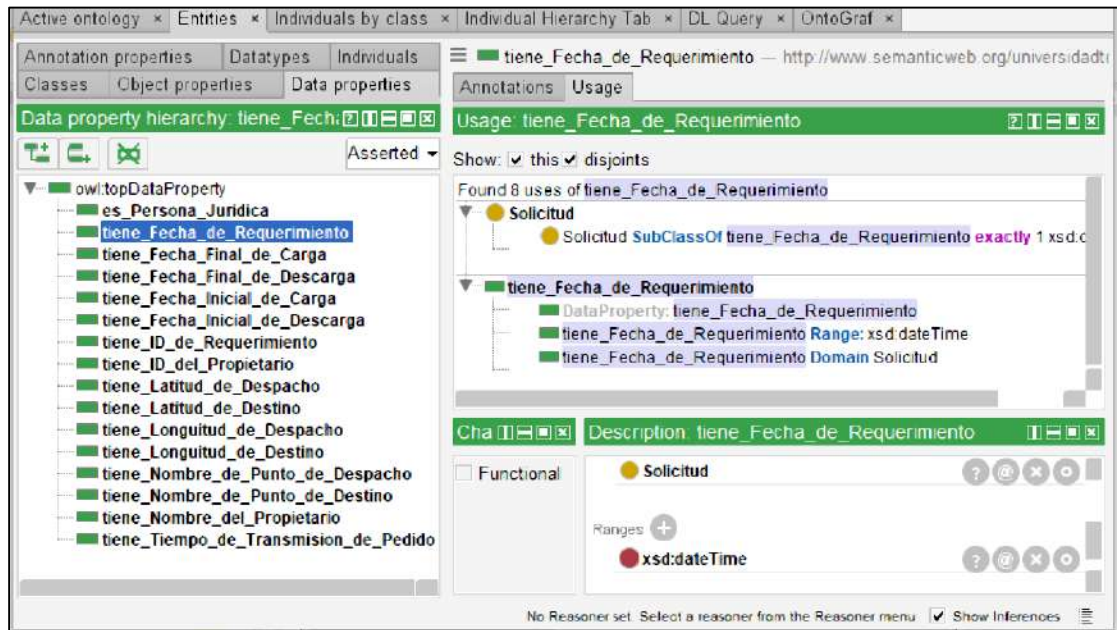 Active ontology × Entities × Individuals by class × Individual Hierarchy Tab × DL Query × OntoGraf ×
Annotation properties Datatypes Individuals
Classes Object properties Data properties
Data property hierarchy: tiene_Fech
Asserted
owl:topDataProperty
es_Persona_Juridica
tiene_Fecha_de_Requerimiento
tiene_Fecha_Final_de_Carga
tiene_Fecha_Final_de_Descarga
tiene_Fecha_Inicial_de_Carga
tiene_Fecha_Inicial_de_Descarga
tiene_ID_de_Requerimiento
tiene_ID_del_Propietario
tiene_Latitud_de_Despacho
tiene_Latitud_de_Destino
tiene_Longuitud_de_Despacho
tiene_Longuitud_de_Destino
tiene_Nombre_de_Punto_de_Despacho
tiene_Nombre_de_Punto_de_Destino
tiene_Nombre_del_Propietario
tiene_Tiempo_de_Transmision_de_Pedido
tiene_Fecha_de_Requerimiento — http://www.semanticweb.org/universidadti
Annotations Usage
Usage: tiene_Fecha_de_Requerimiento
Show: this disjoints
Found 8 uses of tiene_Fecha_de_Requerimiento
Solicitud
Solicitud SubClassOf tiene_Fecha_de_Requerimiento exactly 1 xsd:d
tiene_Fecha_de_Requerimiento
DataProperty: tiene_Fecha_de_Requerimiento
tiene_Fecha_de_Requerimiento Range: xsd:dateTime
tiene_Fecha_de_Requerimiento Domain Solicitud
Cha
Functional
Description: tiene_Fecha_de_Requerimiento
Solicitud
Ranges
xsd:dateTime
No Reasoner set. Select a reasoner from the Reasoner menu Show Inferences